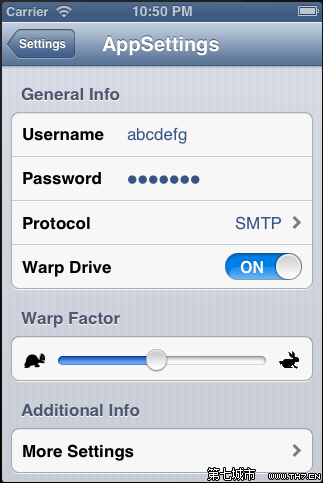 Carrier 10:50 PM
Settings AppSettings
General Info
Username abcdefg
Password ●●●●●●●
Protocol SMTP
Warp Drive ON
Warp Factor
Additional Info
More Settings
第七城市 WWW.TH7.CN